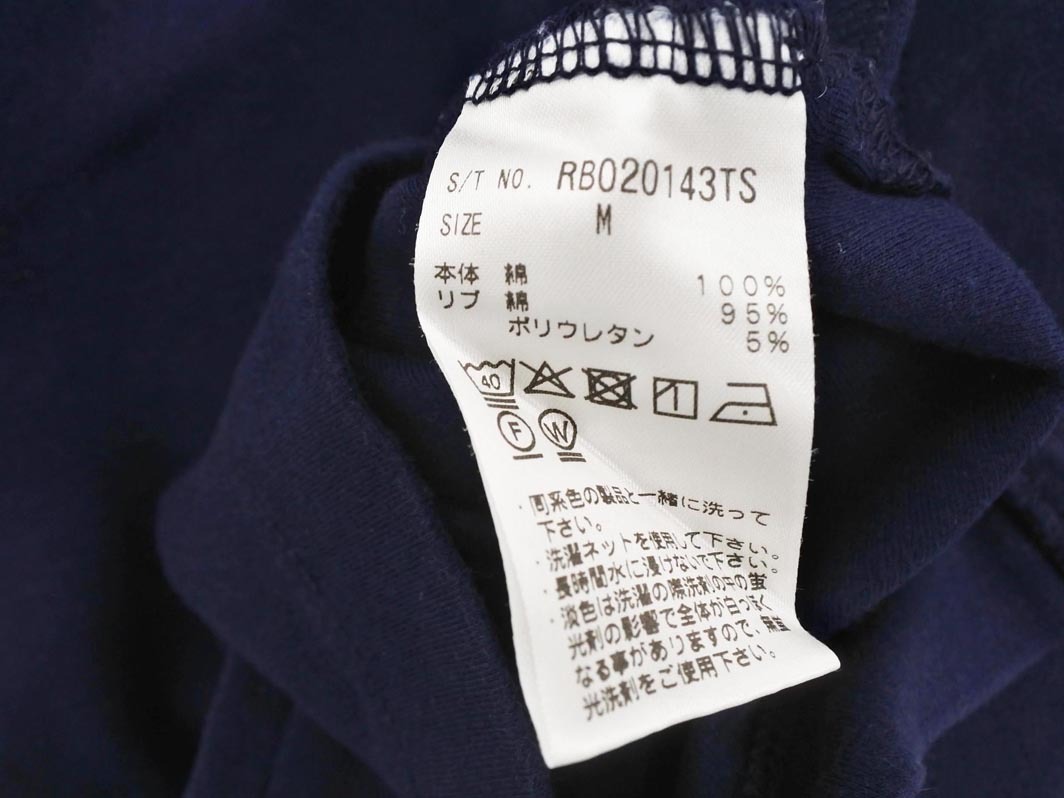 S/T NO. RB020143TS
SIZE M
本体 綿 100%
リブ 綿 95%
ポリウレタン 5%
40
F W
・同系色の製品と一緒に洗って
下さい。
・洗濯ネットを使用して下さい。
・長時間水に浸けないで下さい。
・淡色は洗濯の際洗剤の中の蛍
光剤の影響で全体が白っぽく
なる事がありますので、無蛍
光洗剤をご使用下さい。